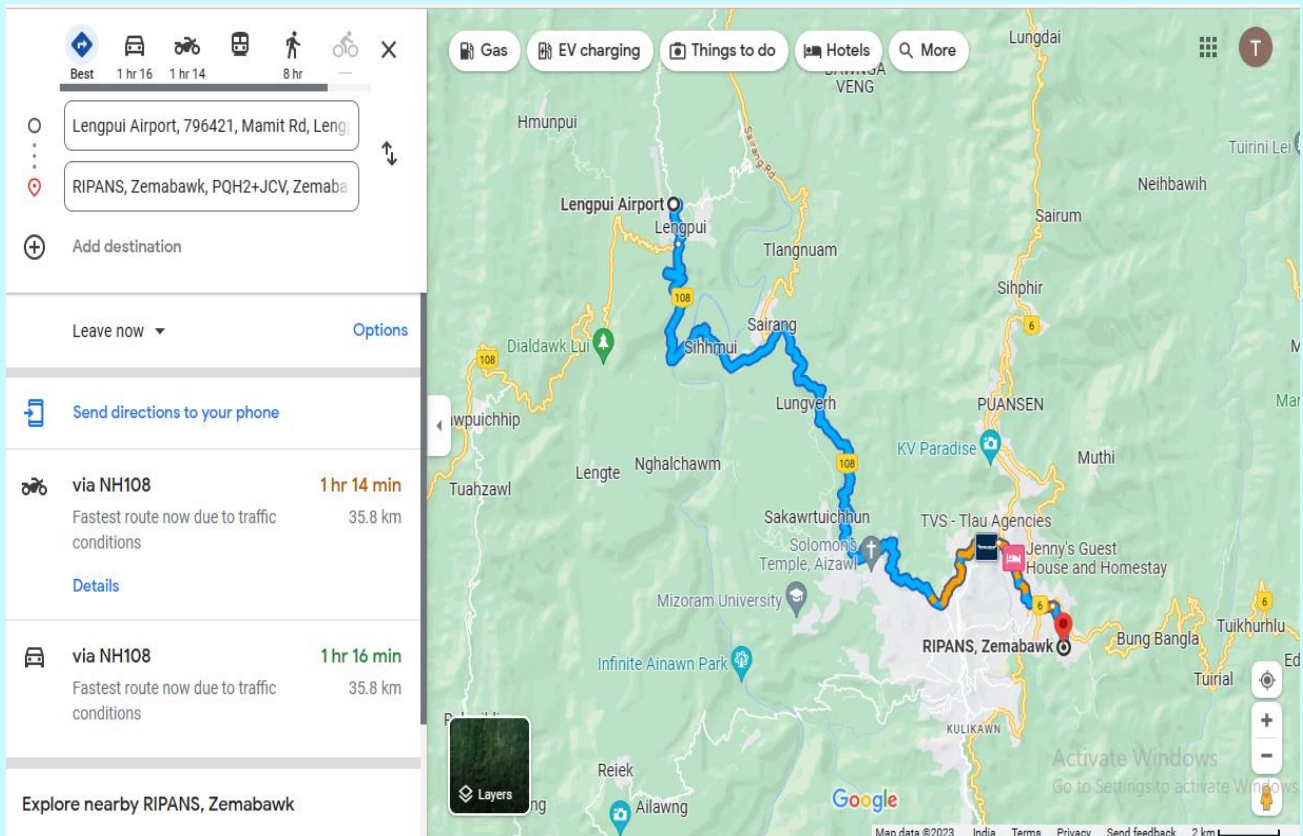 Best
1 hr 16
1 hr 14
8 hr
—
Lengpui Airport, 796421, Mamit Rd, Leng
RIPANS, Zemabawk, PQH2+JCV, Zemaba
Add destination
Leave now
Options
Send directions to your phone
via NH108
1 hr 14 min
Fastest route now due to traffic
35.8 km
conditions
Details
via NH108
1 hr 16 min
Fastest route now due to traffic
35.8 km
conditions
Explore nearby RIPANS, Zemabawk
Gas
EV charging
Things to do
Hotels
More
T
Lungdai
VENG
Hmunpui
Sairang Rd
Tuirini Lei
Neihbawih
Lengpui Airport
Lengpui
Sairum
Tlangnuam
Sihphir
108
6
Sairang
Dialdawk Lui
Sihhmui
108
Lungverh
PUANSEN
awpuichhip
KV Paradise
Muthi
Nghalchawm
108
Lengte
Tuahzawl
Sakawrtuichhun
TVS - Tlau Agencies
Solomon's
Temple, Aizawl
Jenny's Guest
House and Homestay
Mizoram University
6
6
Tuikhurhlu
Bung Bangla
RIPANS, Zemabawk
Infinite Ainawn Park
Tuirial
KULIKAWN
Activate Windows
Go to Settings to activate Windows.
Reiek
Layers
Ailawng
Google
Map data ©2023
India
Terms
Privacy
Send feedback
2 km